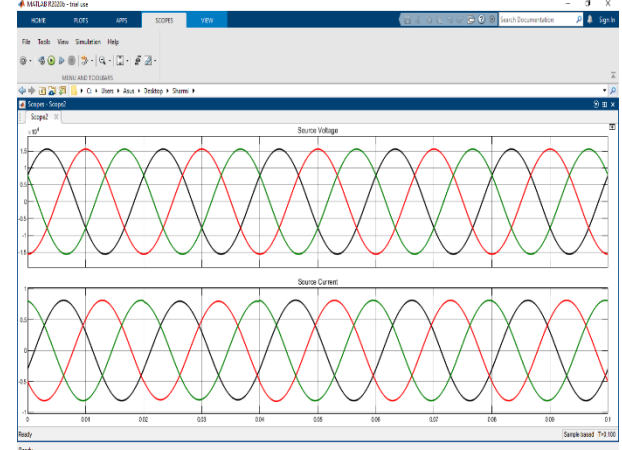 MATLAB R2020b - trial use
HOME PLOTS APPS SCOPES VIEW Search Documentation Sign In
File Tools View Simulation Help
MENU AND TOOLBARS
C: Users Asus Desktop Sharmi
Scopes - Scope2
Scope2
Source Voltage
1.5
1
0.5
0
-0.5
-1
-1.5
Source Current
1
0.5
0
-0.5
-1
0 0.01 0.02 0.03 0.04 0.05 0.06 0.07 0.08 0.09 0.1
Ready Sample based T=0.100